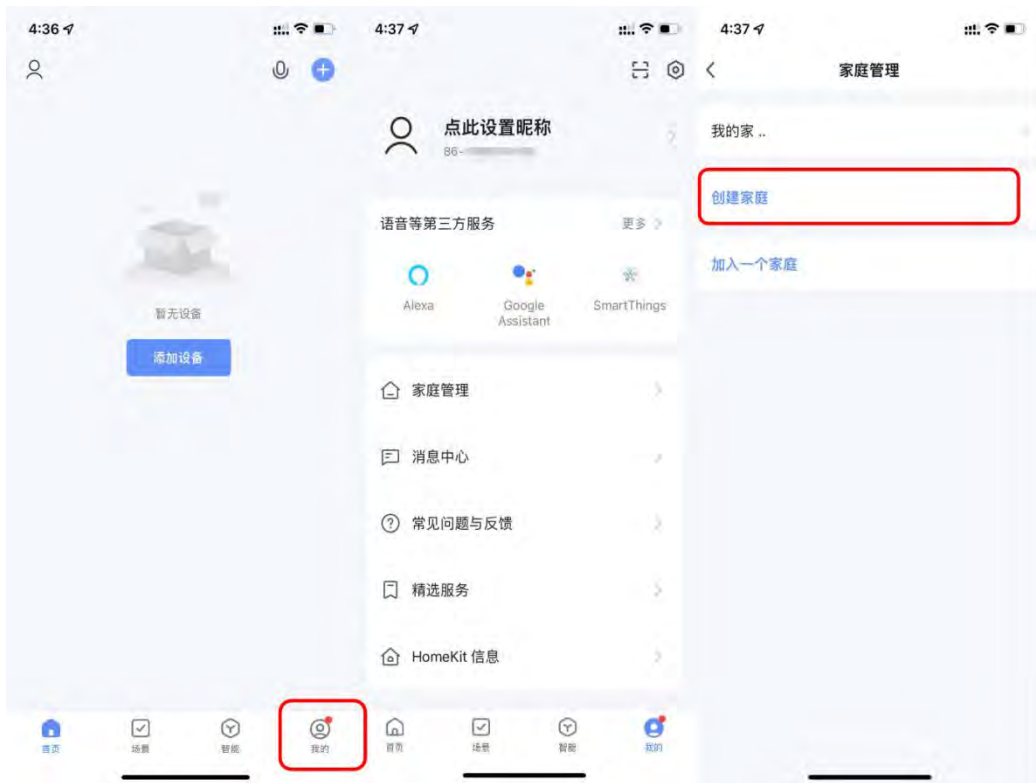 4:36
暂无设备
添加设备
首页
场景
智能
我的
4:37
点此设置昵称
86-
语音等第三方服务
更多
Alexa
Google
Assistant
SmartThings
家庭管理
消息中心
常见问题与反馈
精选服务
HomeKit 信息
首页
场景
智能
我的
4:37
家庭管理
我的家 ..
创建家庭
加入一个家庭